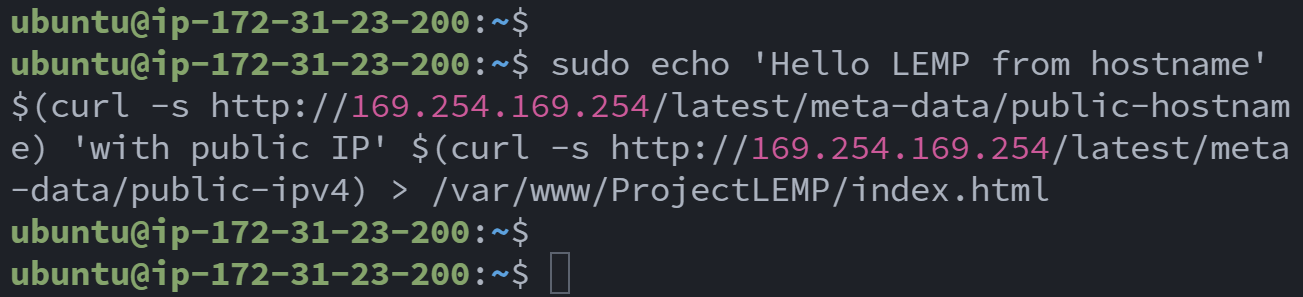 ubuntu@ip-172-31-23-200:~$
ubuntu@ip-172-31-23-200:~$ sudo echo 'Hello LEMP from hostname'
$(curl -s http://169.254.169.254/latest/meta-data/public-hostnam
e) 'with public IP' $(curl -s http://169.254.169.254/latest/meta
-data/public-ipv4) > /var/www/ProjectLEMP/index.html
ubuntu@ip-172-31-23-200:~$
ubuntu@ip-172-31-23-200:~$